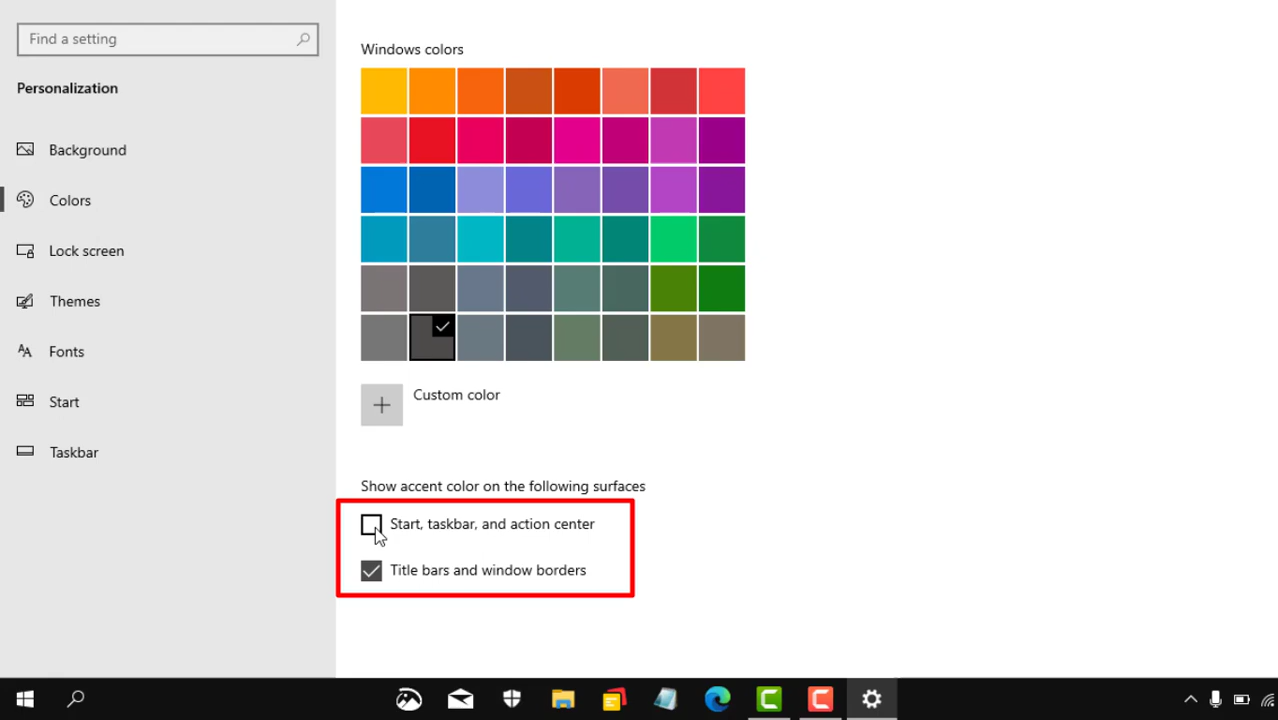 Find a setting
Personalization
Background
Colors
Lock screen
Themes
Fonts
Start
Taskbar
Windows colors
Custom color
Show accent color on the following surfaces
Start, taskbar, and action center
Title bars and window borders